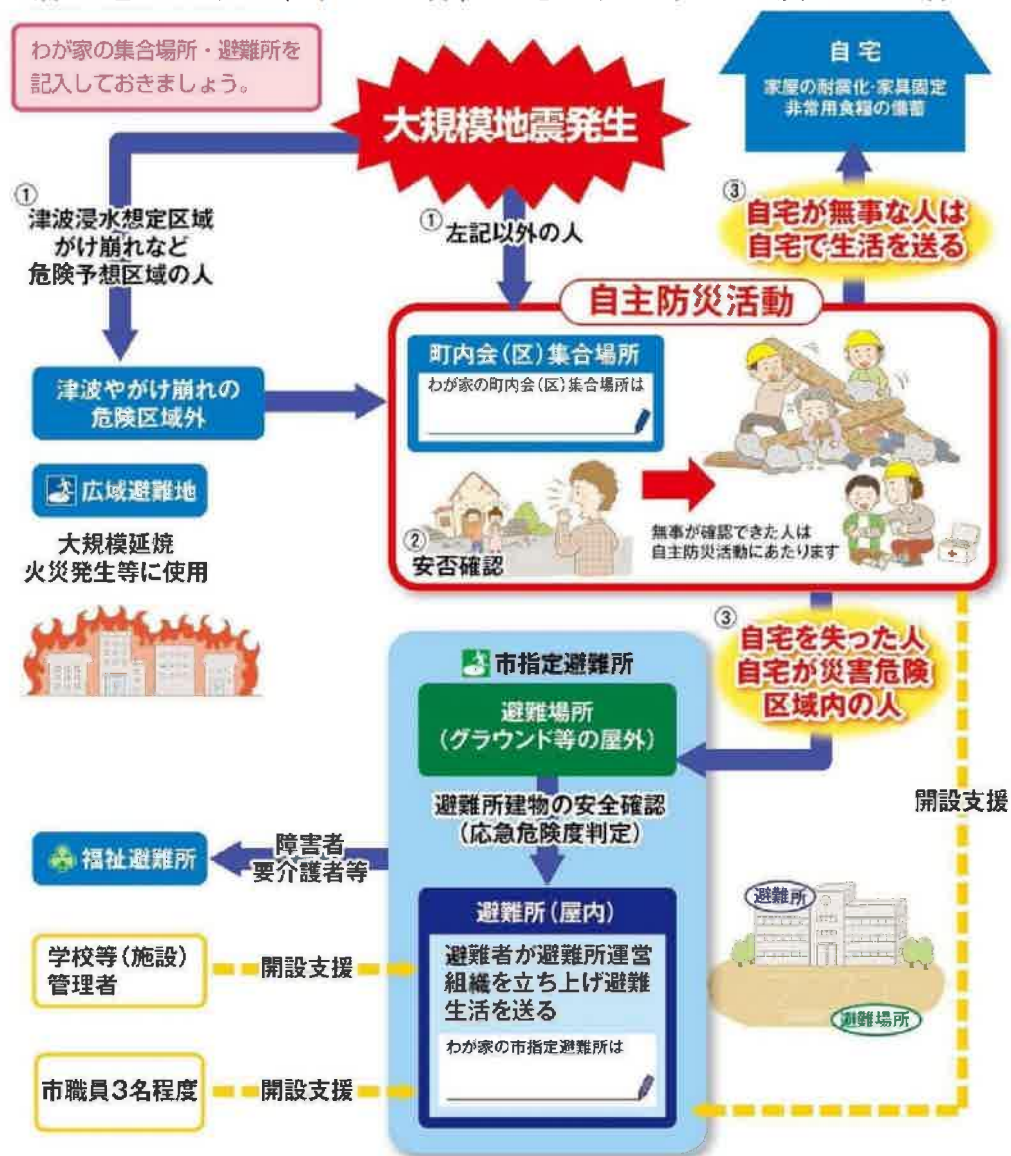 わが家の集合場所・避難所を
記入しておきましょう。
大規模地震発生
自宅
家屋の耐震化・家具固定
非常用食糧の備蓄
①
津波浸水想定区域
がけ崩れなど
危険予想区域の人
①左記以外の人
③
自宅が無事な人は
自宅で生活を送る
自主防災活動
町内会(区)集合場所
わが家の町内会(区)集合場所は
津波やがけ崩れの
危険区域外
広域避難地
大規模延焼
火災発生等に使用
②
安否確認
無事が確認できた人は
自主防災活動にあたります
③
自宅を失った人
自宅が災害危険
区域内の人
市指定避難所
避難場所
(グラウンド等の屋外)
避難所建物の安全確認
(応急危険度判定)
開設支援
福祉避難所
障害者
要介護者等
避難所(屋内)
避難者が避難所運営
組織を立ち上げ避難
生活を送る
わが家の市指定避難所は
学校等(施設)
管理者
開設支援
市職員3名程度
開設支援
避難所
避難場所